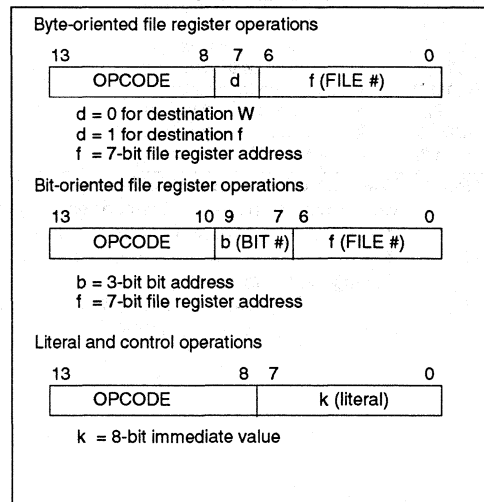 Byte-oriented file register operations
13 8 7 6 0
OPCODE d f (FILE #)
d = 0 for destination W
d = 1 for destination f
f = 7-bit file register address
Bit-oriented file register operations
13 10 9 7 6 0
OPCODE b (BIT #) f (FILE #)
b = 3-bit bit address
f = 7-bit file register address
Literal and control operations
13 8 7 0
OPCODE k (literal)
k = 8-bit immediate value